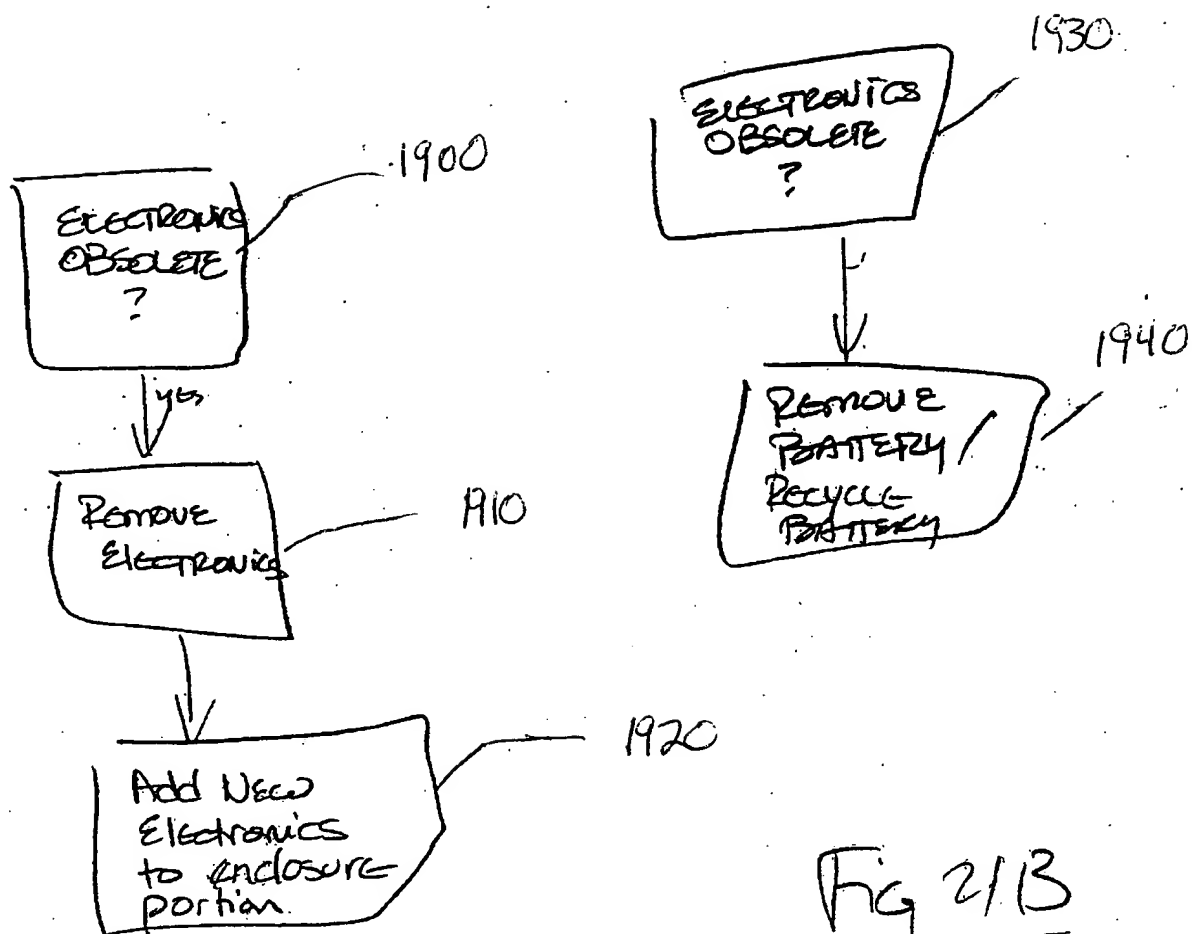 1930
ELECTRONICS
OBSOLETE
?
1900
ELECTRONICS
OBSOLETE
?
1940
yes
REMOVE
BATTERY/
RECYCLE
BATTERY
REMOVE
ELECTRONICS
1910
1920
Add New
Electronics
to enclosure
portion.
Fig 21B